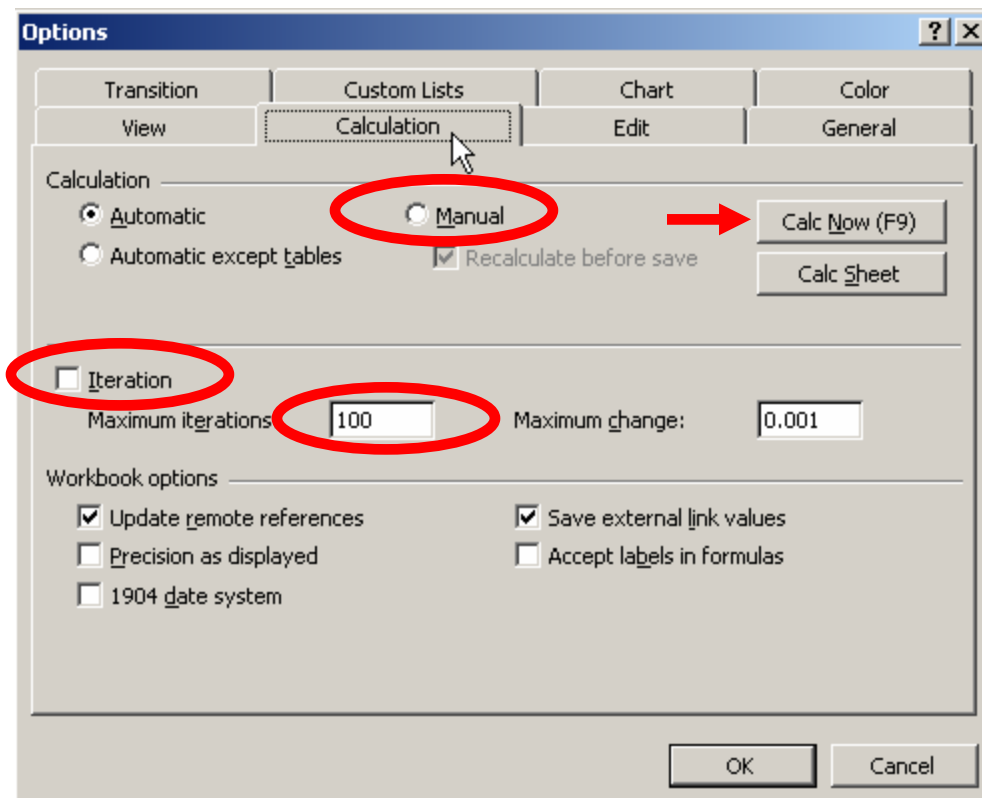 Options
Transition Custom Lists Chart Color
View Calculation Edit General
Calculation
Automatic Manual Calc Now (F9)
Automatic except tables Recalculate before save Calc Sheet
Iteration
Maximum iterations 100 Maximum change: 0.001
Workbook options
Update remote references Save external link values
Precision as displayed Accept labels in formulas
1904 date system
OK Cancel